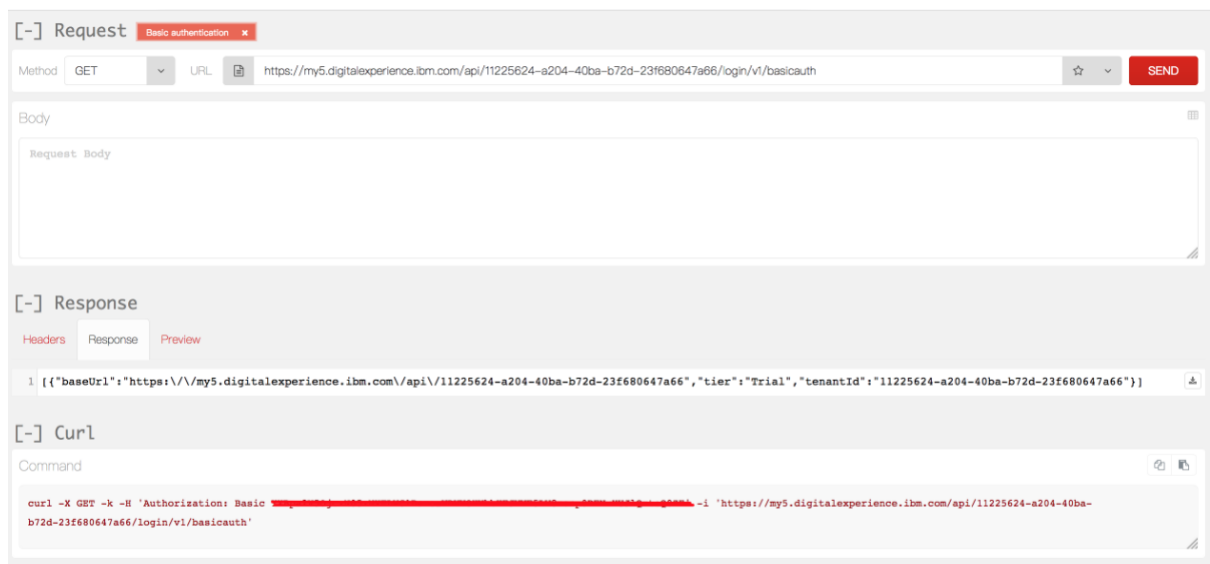 [-] Request Basic authentication ×
Method GET URL https://my5.digitalexperience.ibm.com/api/11225624-a204-40ba-b72d-23f680647a66/login/v1/basicauth SEND
Body
Request Body
[-] Response
Headers Response Preview
1 [{"baseUrl":"https:\/\/my5.digitalexperience.ibm.com\/api\/11225624-a204-40ba-b72d-23f680647a66","tier":"Trial","tenantId":"11225624-a204-40ba-b72d-23f680647a66"}]
[-] Curl
Command
curl -X GET -k -H 'Authorization: Basic -i 'https://my5.digitalexperience.ibm.com/api/11225624-a204-40ba-
b72d-23f680647a66/login/v1/basicauth'